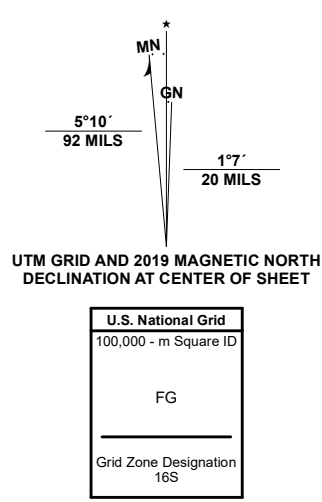 ★
MN
GN
5°10´
92 MILS
1°7´
20 MILS
UTM GRID AND 2019 MAGNETIC NORTH
DECLINATION AT CENTER OF SHEET
U.S. National Grid
100,000 - m Square ID
FG
Grid Zone Designation
16S